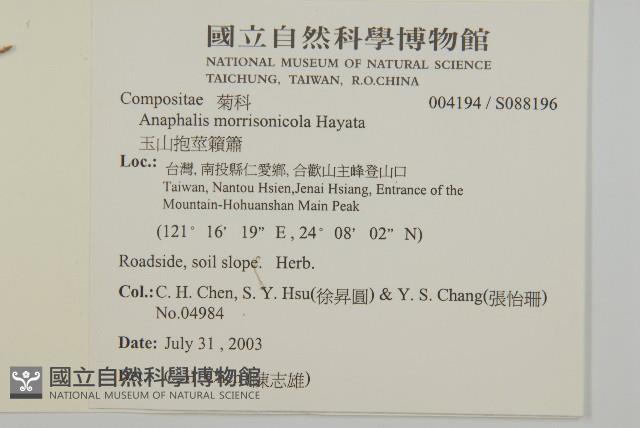 國立自然科學博物館
NATIONAL MUSEUM OF NATURAL SCIENCE
TAICHUNG, TAIWAN, R.O.CHINA
Compositae 菊科 004194 / S088196
Anaphalis morrisonicola Hayata
玉山抱莖籟簫
Loc.: 台灣, 南投縣仁愛鄉, 合歡山主峰登山口
Taiwan, Nantou Hsien,Jenai Hsiang, Entrance of the
Mountain-Hohuanshan Main Peak
(121° 16' 19" E , 24° 08' 02" N)
Roadside, soil slope. Herb.
Col.: C. H. Chen, S. Y. Hsu(徐昇圓) & Y. S. Chang(張怡珊)
No.04984
Date: July 31 , 2003
陳志雄)
國立自然科學博物館
NATIONAL MUSEUM OF NATURAL SCIENCE